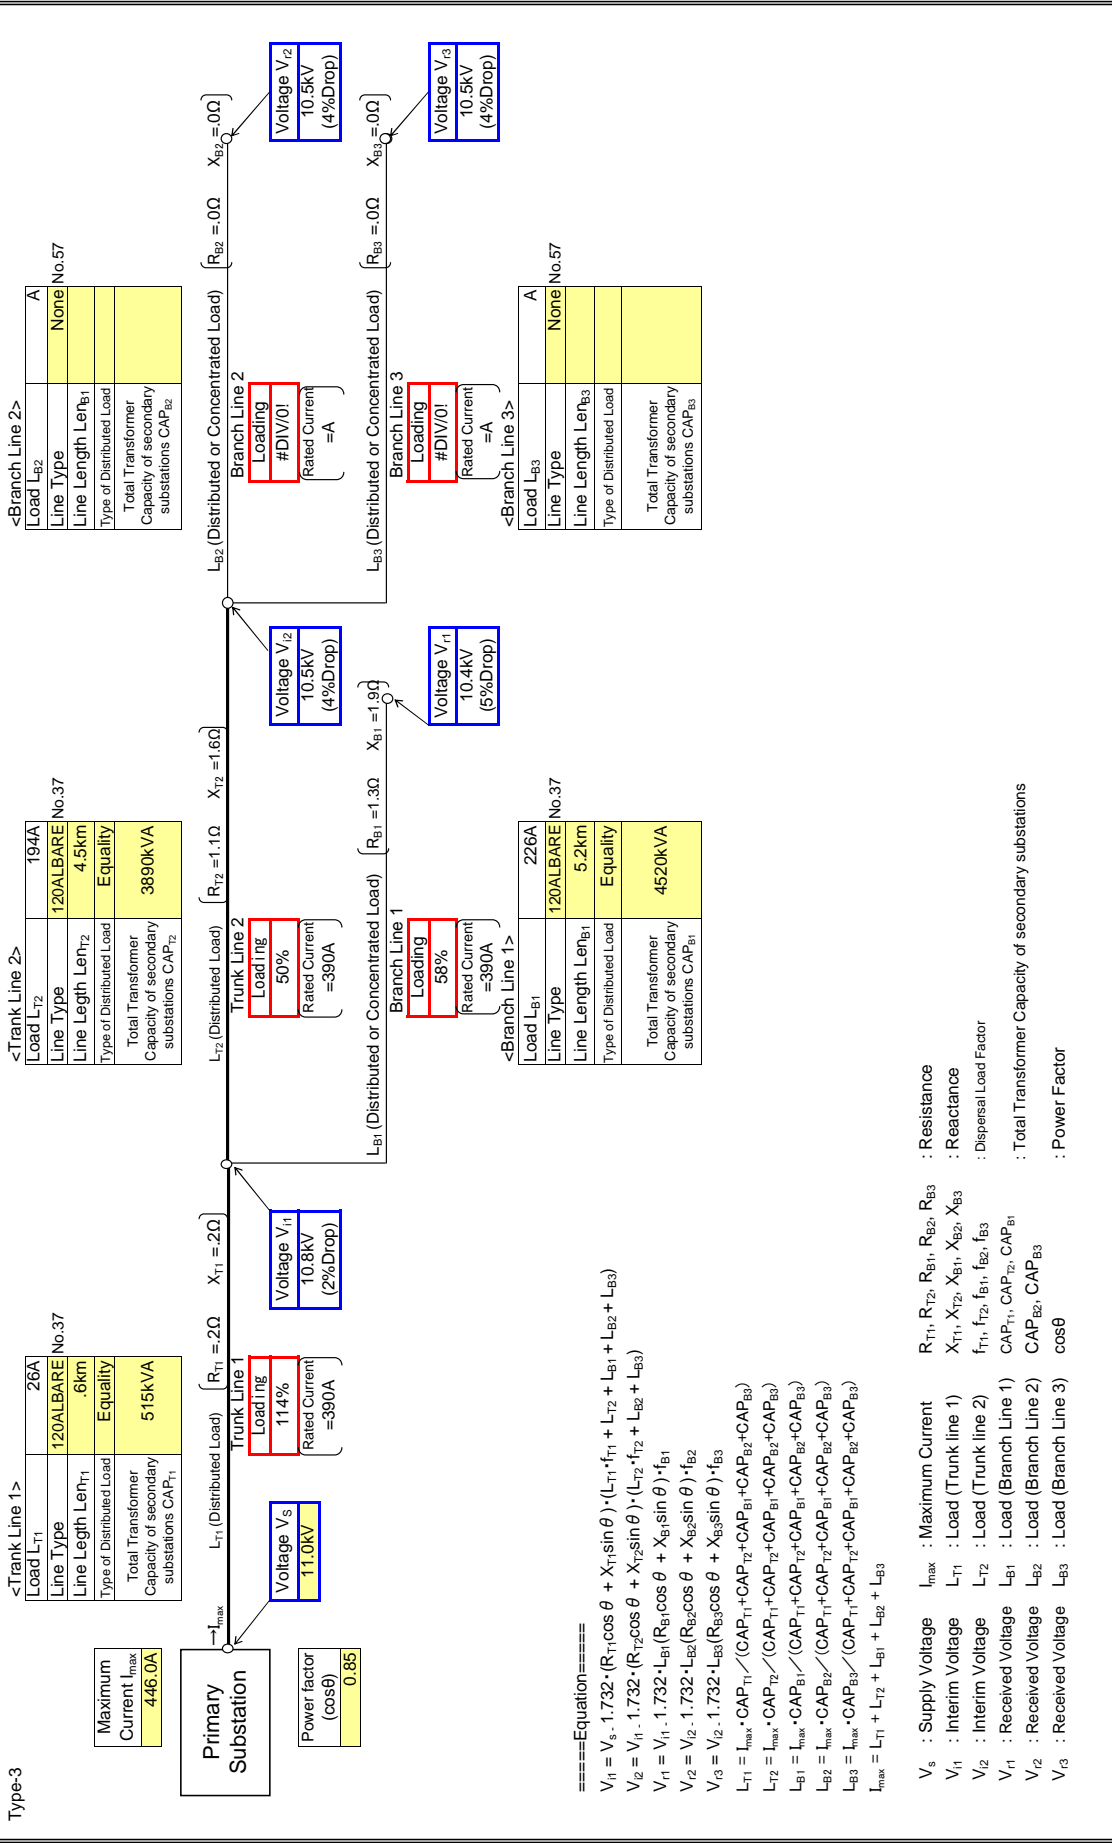 Type-3
Maximum
Current Imax
446.0A
Primary
Substation
→Imax
Power factor
(cosθ)
0.85
Voltage VS
11.0kV
<Trank Line 1>
Load LT1 26A
Line Type 120ALBARE No.37
Line Legth LenT1 .6km
Type of Distributed Load Equality
Total Transformer
Capacity of secondary
substations CAPT1
515kVA
LT1 (Distributed Load)
RT1 =.2Ω XT1 =.2Ω
Trunk Line 1
Loading
114%
Rated Current
=390A
Voltage Vi1
10.8kV
(2%Drop)
<Trank Line 2>
Load LT2 194A
Line Type 120ALBARE No.37
Line Length LenT2 4.5km
Type of Distributed Load Equality
Total Transformer
Capacity of secondary
substations CAPT2
3890kVA
LT2 (Distributed Load)
RT2 =1.1Ω XT2 =1.6Ω
Trunk Line 2
Loading
50%
Rated Current
=390A
Voltage Vi2
10.5kV
(4%Drop)
LB1 (Distributed or Concentrated Load)
RB1 =1.3Ω XB1 =1.9Ω
Branch Line 1
Loading
58%
Rated Current
=390A
Voltage Vr1
10.4kV
(5%Drop)
<Branch Line 1>
Load LB1 226A
Line Type 120ALBARE No.37
Line Length LenB1 5.2km
Type of Distributed Load Equality
Total Transformer
Capacity of secondary
substations CAPB1
4520kVA
<Branch Line 2>
Load LB2 A
Line Type None No.57
Line Length LenB1
Type of Distributed Load
Total Transformer
Capacity of secondary
substations CAPB2
LB2 (Distributed or Concentrated Load)
RB2 =.0Ω XB2 =.0Ω
Branch Line 2
Loading
#DIV/0!
Rated Current
=A
Voltage Vr2
10.5kV
(4%Drop)
LB3 (Distributed or Concentrated Load)
RB3 =.0Ω XB3 =.0Ω
Branch Line 3
Loading
#DIV/0!
Rated Current
=A
Voltage Vr3
10.5kV
(4%Drop)
<Branch Line 3>
Load LB3 A
Line Type None No.57
Line Length LenB3
Type of Distributed Load
Total Transformer
Capacity of secondary
substations CAPB3
=====Equation=====
Vi1 = Vs - 1.732•(RT1cos θ + XT1sin θ)•(LT1•fT1 + LT2 + LB1 + LB2 + LB3)
Vi2 = Vi1 - 1.732•(RT2cos θ + XT2sin θ)•(LT2•fT2 + LB2 + LB3)
Vr1 = Vi1 - 1.732•LB1(RB1cos θ + XB1sin θ)•fB1
Vr2 = Vi2 - 1.732•LB2(RB2cos θ + XB2sin θ)•fB2
Vr3 = Vi2 - 1.732•LB3(RB3cos θ + XB3sin θ)•fB3
LT1 = Imax•CAPT1／(CAPT1+CAPT2+CAPB1+CAPB2+CAPB3)
LT2 = Imax•CAPT2／(CAPT1+CAPT2+CAPB1+CAPB2+CAPB3)
LB1 = Imax•CAPB1／(CAPT1+CAPT2+CAPB1+CAPB2+CAPB3)
LB2 = Imax•CAPB2／(CAPT1+CAPT2+CAPB1+CAPB2+CAPB3)
LB3 = Imax•CAPB3／(CAPT1+CAPT2+CAPB1+CAPB2+CAPB3)
Imax = LT1 + LT2 + LB1 + LB2 + LB3
Vs : Supply Voltage Imax : Maximum Current RT1, RT2, RB1, RB2, RB3 : Resistance
Vi1 : Interim Voltage LT1 : Load (Trunk line 1) XT1, XT2, XB1, XB2, XB3 : Reactance
Vi2 : Interim Voltage LT2 : Load (Trunk line 2) fT1, fT2, fB1, fB2, fB3 : Dispersal Load Factor
Vr1 : Received Voltage LB1 : Load (Branch Line 1) CAPT1, CAPT2, CAPB1 : Total Transformer Capacity of secondary substations
Vr2 : Received Voltage LB2 : Load (Branch Line 2) CAPB2, CAPB3
Vr3 : Received Voltage LB3 : Load (Branch Line 3) cosθ : Power Factor